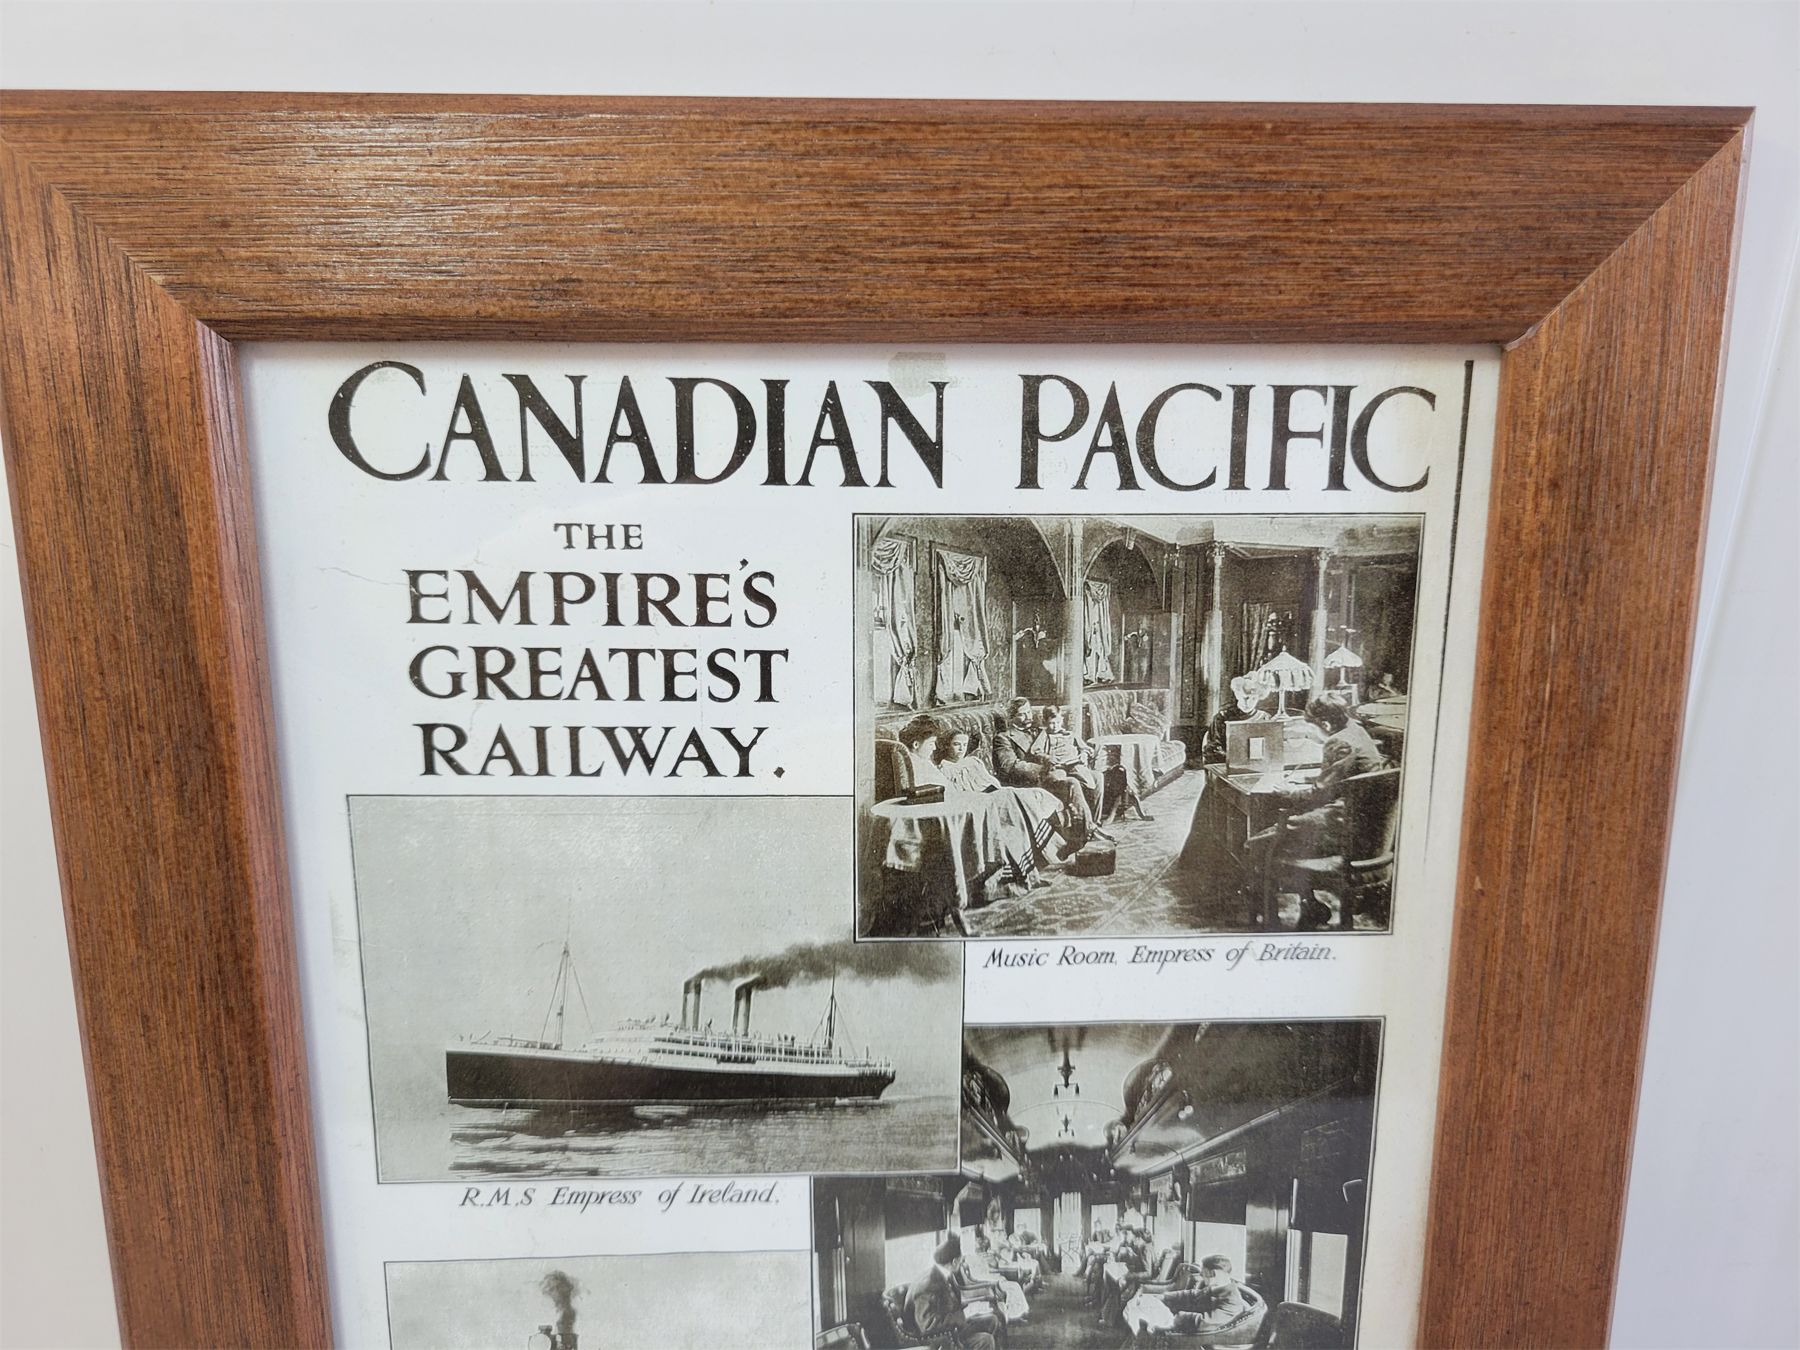 CANADIAN PACIFIC
THE
EMPIRE'S
GREATEST
RAILWAY.
Music Room, Empress of Britain.
R.M.S Empress of Ireland.